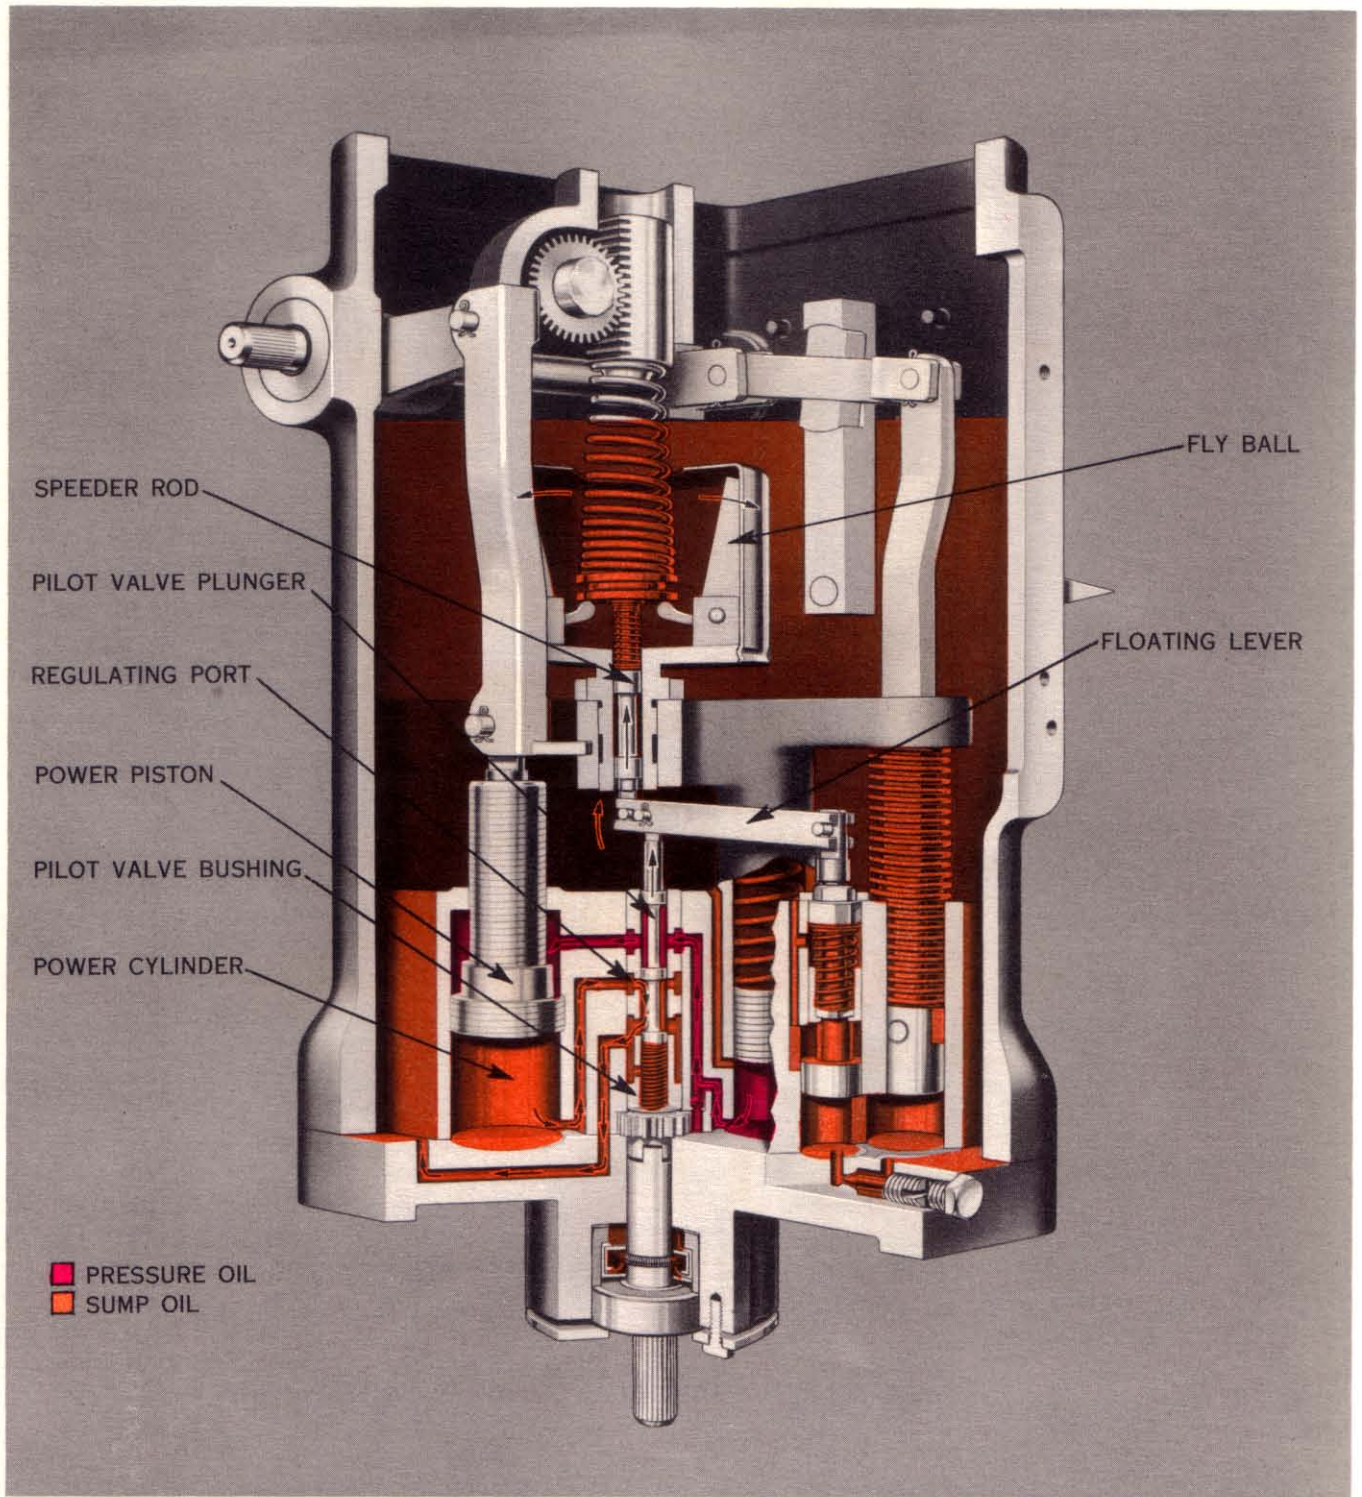 FLY BALL
SPEEDER ROD
PILOT VALVE PLUNGER
FLOATING LEVER
REGULATING PORT
POWER PISTON
PILOT VALVE BUSHING
POWER CYLINDER
PRESSURE OIL
SUMP OIL